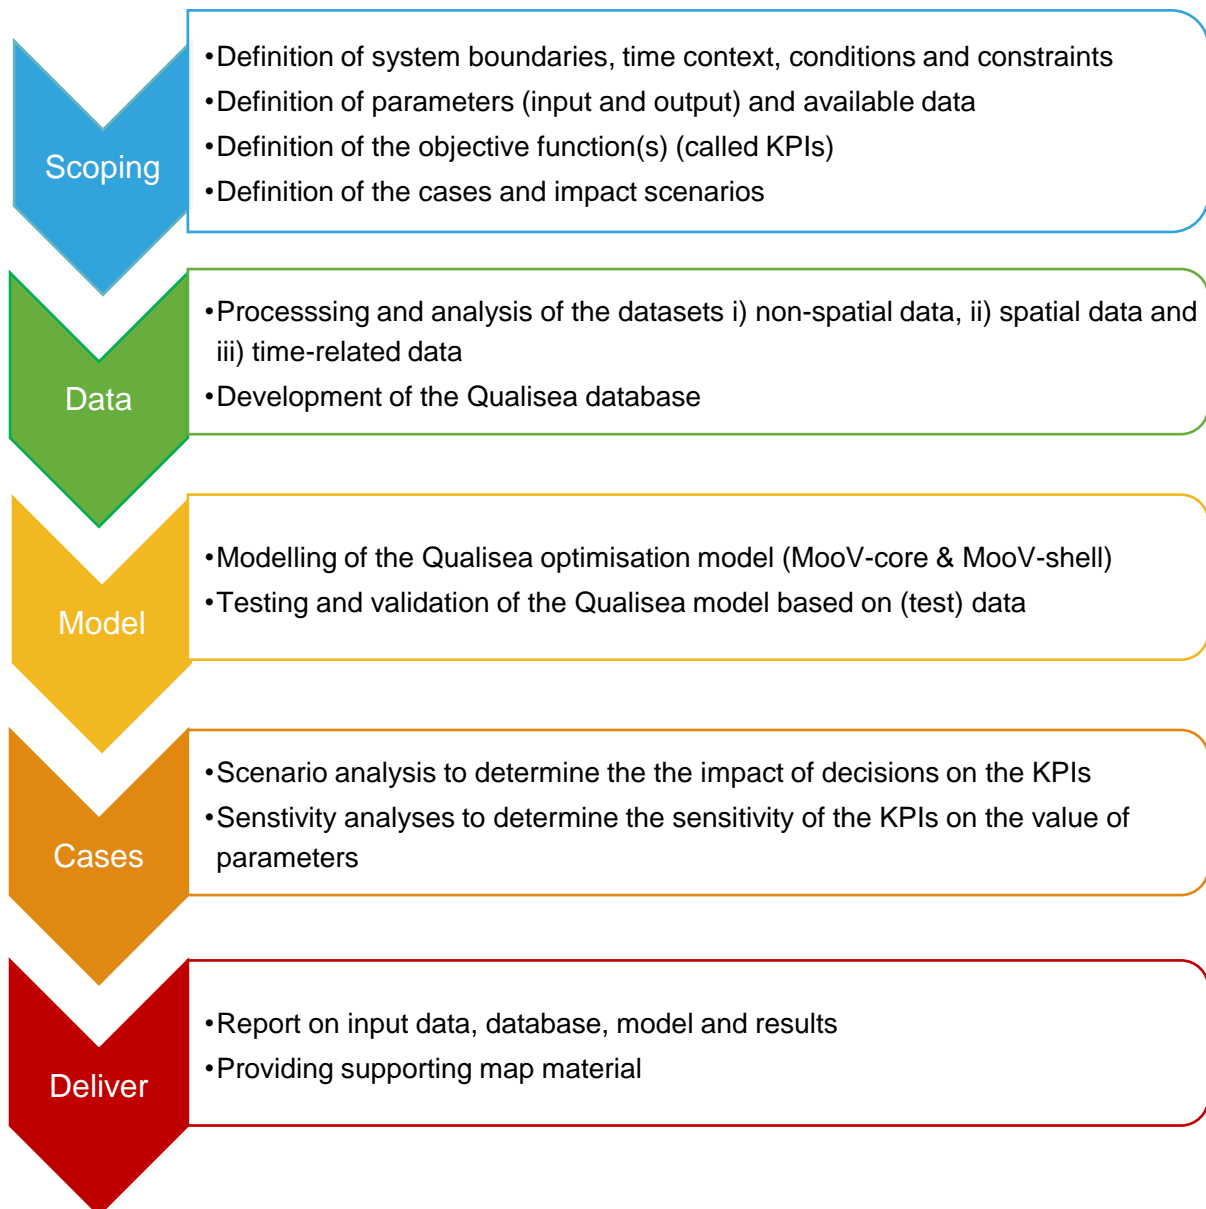 Scoping
•Definition of system boundaries, time context, conditions and constraints
•Definition of parameters (input and output) and available data
•Definition of the objective function(s) (called KPIs)
•Definition of the cases and impact scenarios
Data
•Processsing and analysis of the datasets i) non-spatial data, ii) spatial data and
iii) time-related data
•Development of the Qualisea database
Model
•Modelling of the Qualisea optimisation model (MooV-core & MooV-shell)
•Testing and validation of the Qualisea model based on (test) data
Cases
•Scenario analysis to determine the the impact of decisions on the KPIs
•Senstivity analyses to determine the sensitivity of the KPIs on the value of
parameters
Deliver
•Report on input data, database, model and results
•Providing supporting map material